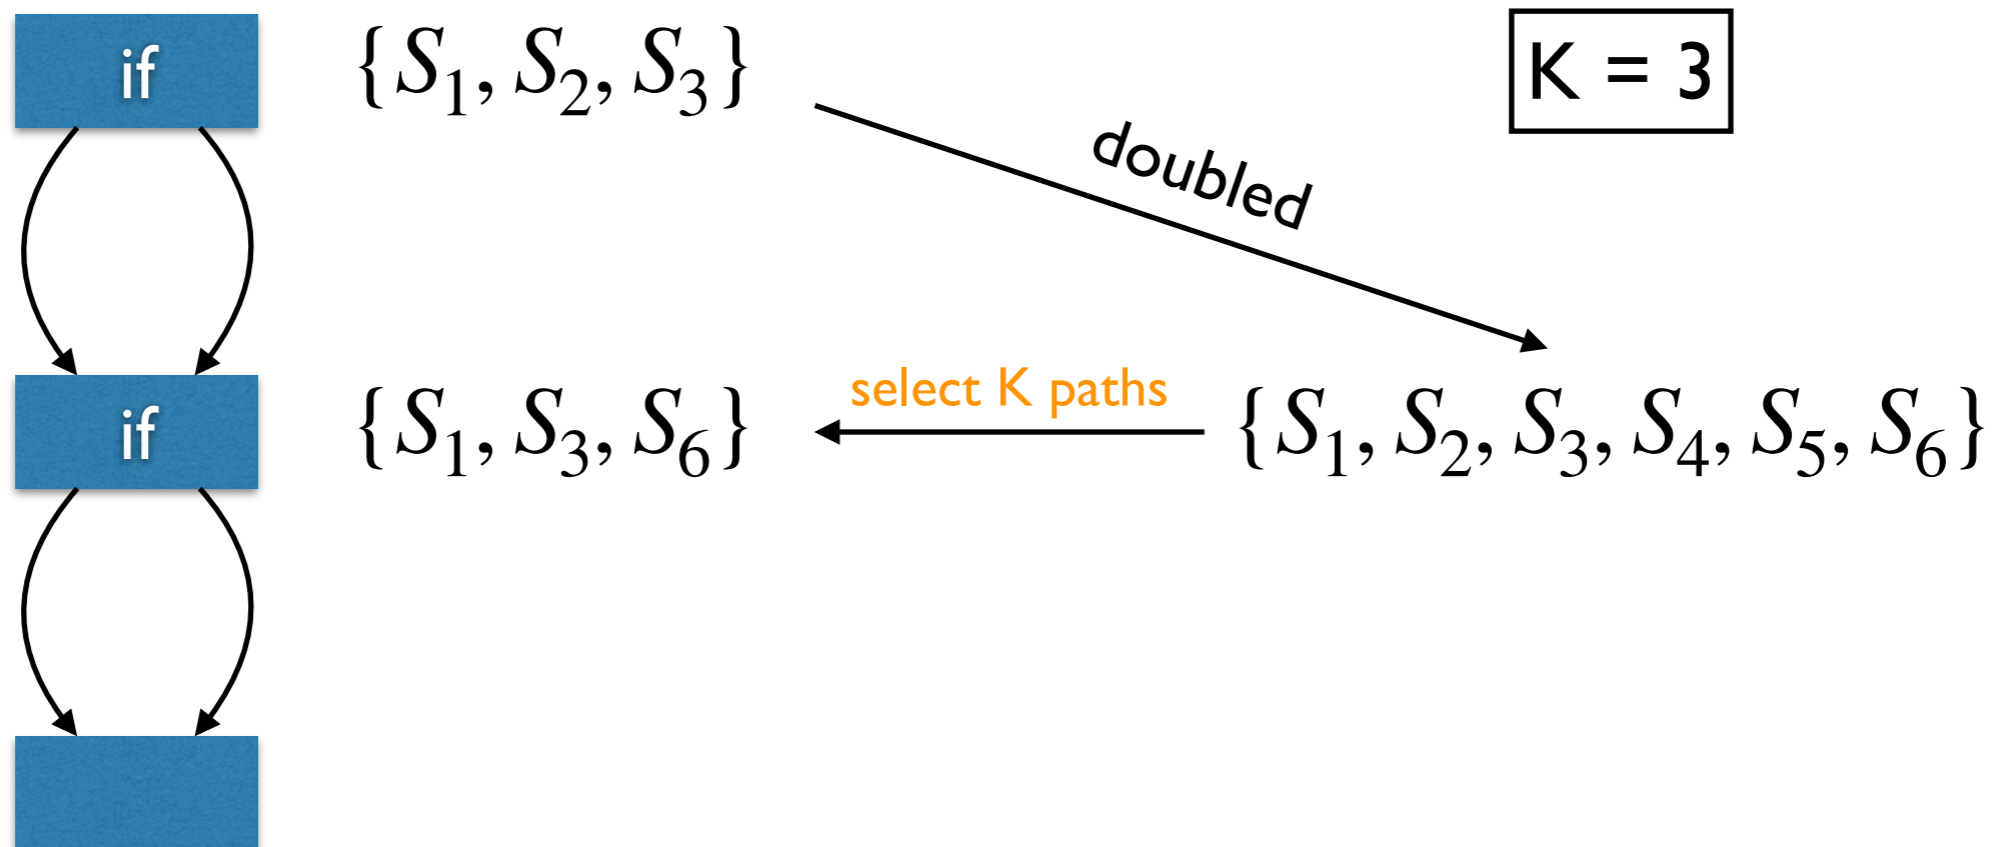 if {S₁, S₂, S₃} K = 3
doubled
select K paths
if {S₁, S₃, S₆} {S₁, S₂, S₃, S₄, S₅, S₆}